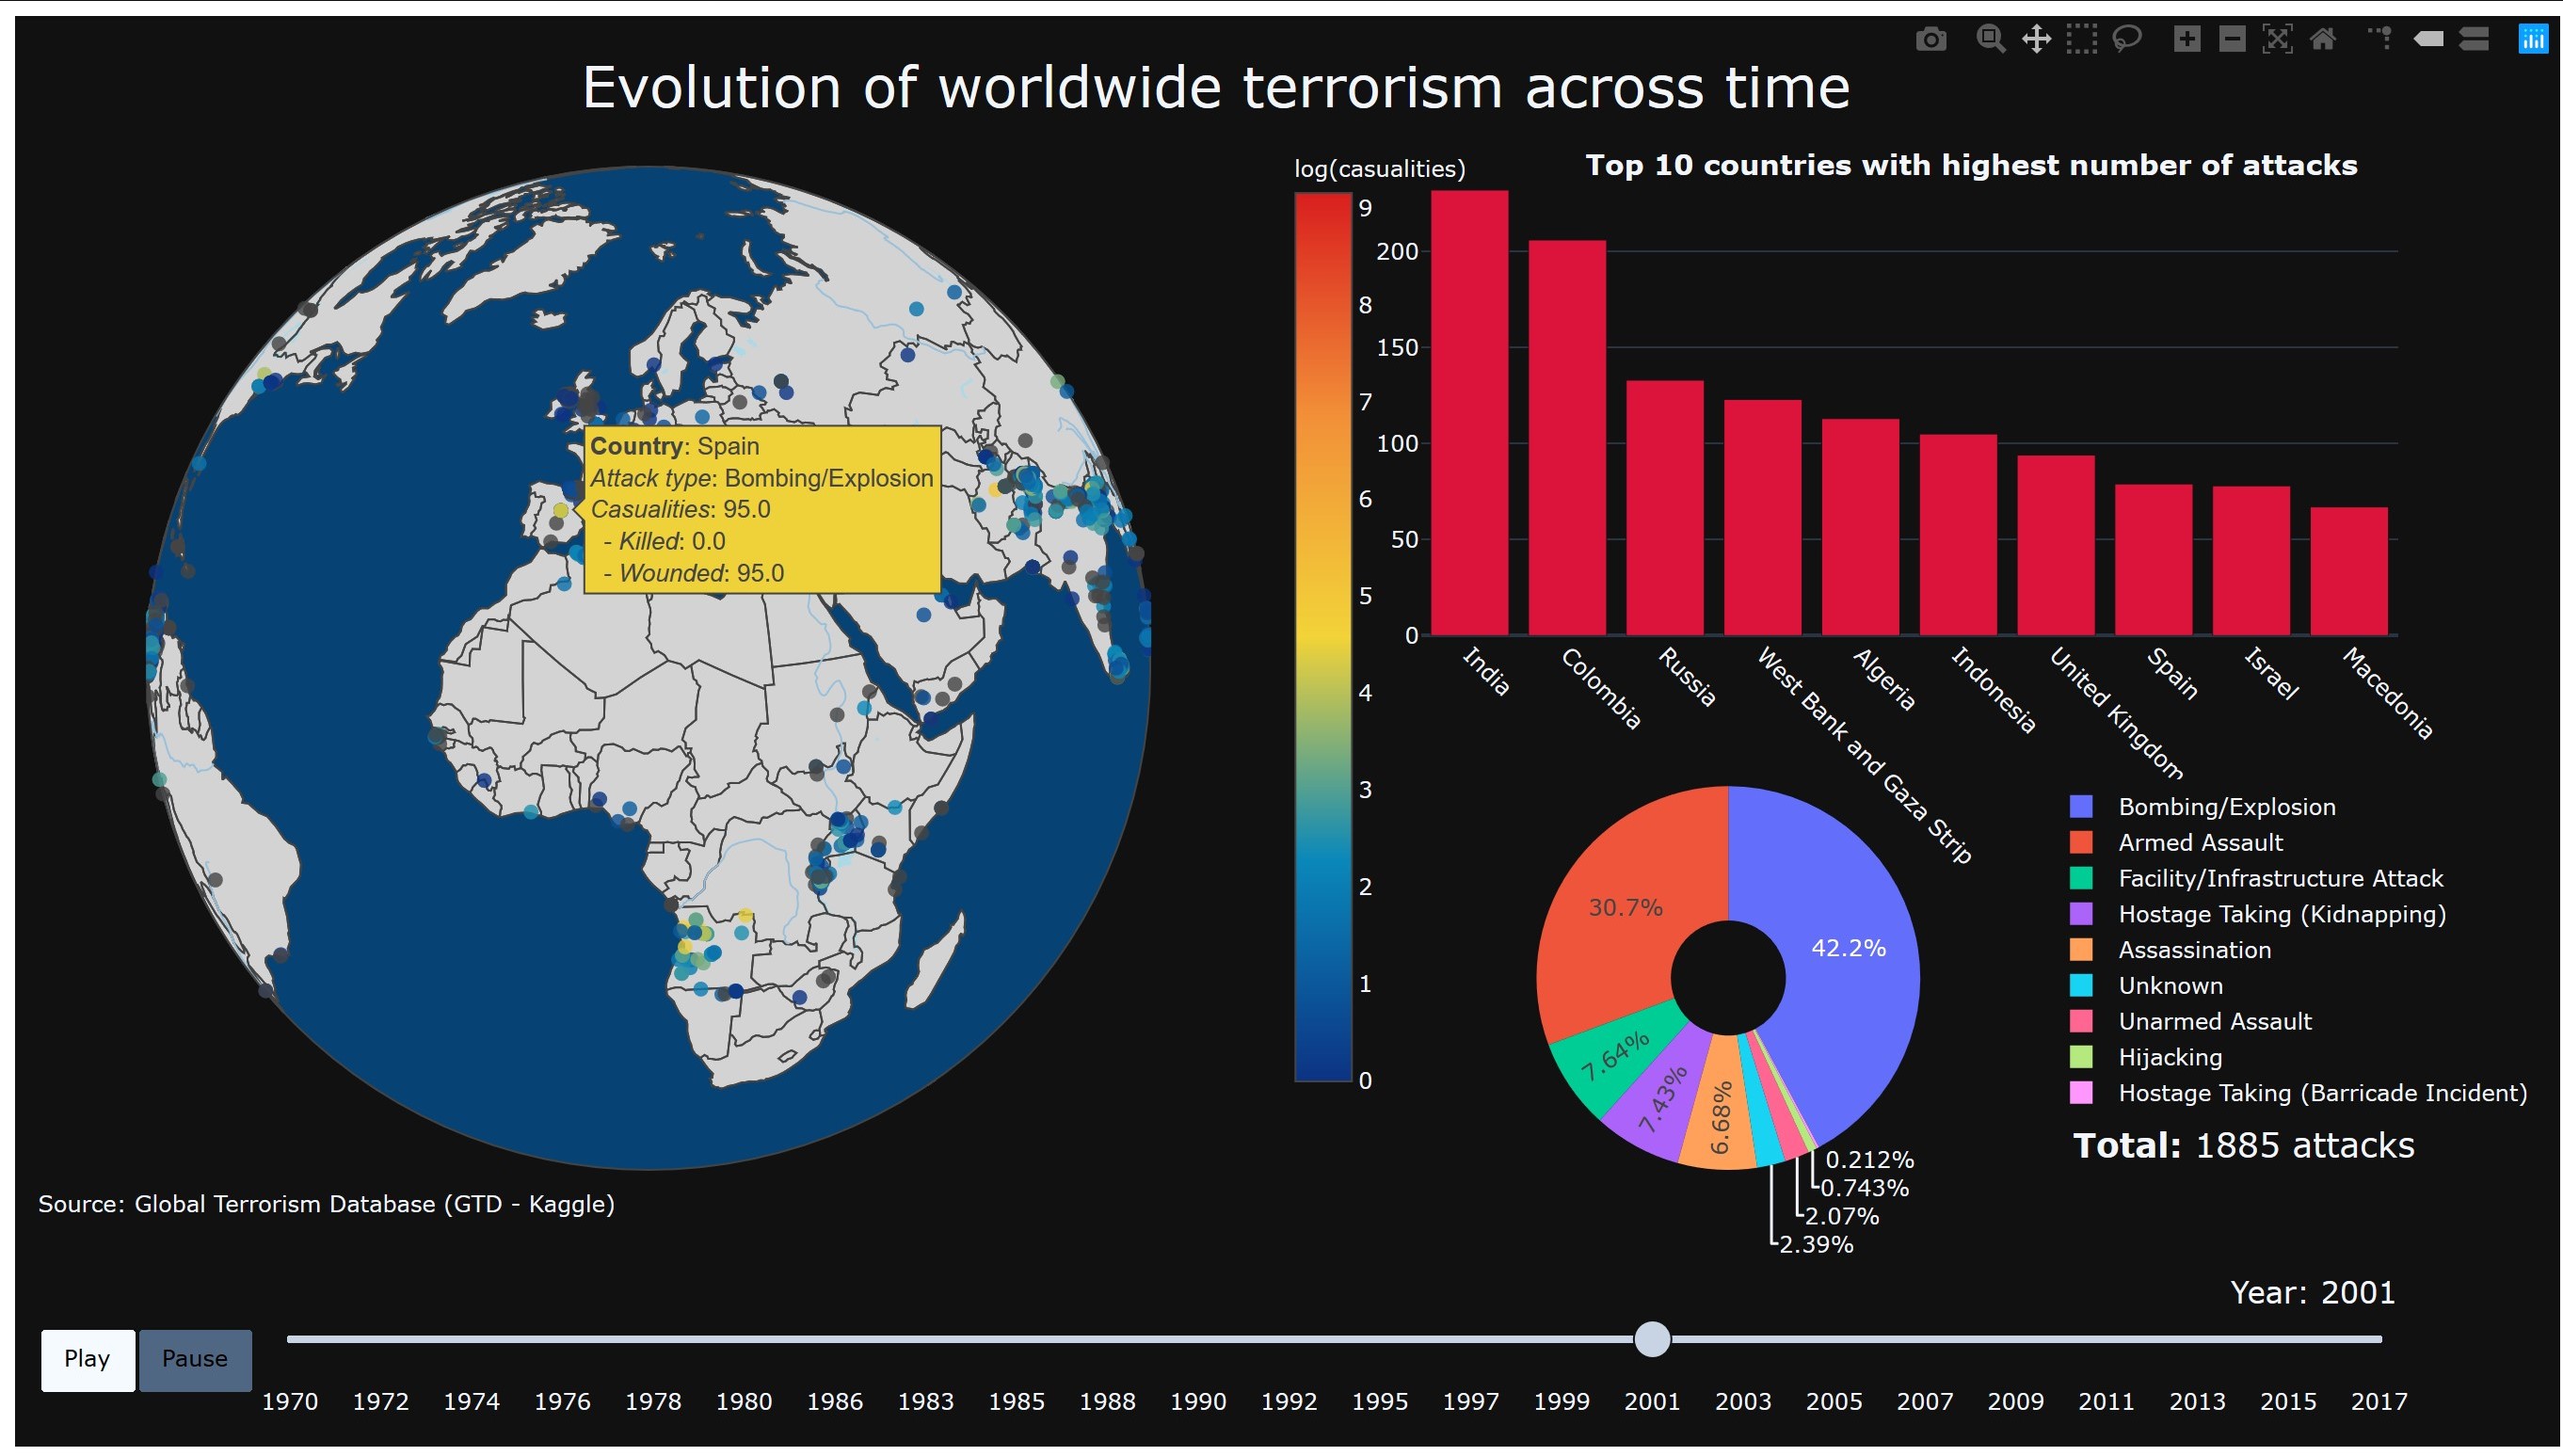 Evolution of worldwide terrorism across time
log(casualities)
9
8
7
6
5
4
3
2
1
0
Top 10 countries with highest number of attacks
200
150
100
50
0
India
Colombia
Russia
West Bank and Gaza Strip
Algeria
Indonesia
United Kingdom
Spain
Israel
Macedonia
Country: Spain
Attack type: Bombing/Explosion
Casualities: 95.0
- Killed: 0.0
- Wounded: 95.0
30.7%
42.2%
7.64%
7.43%
6.68%
0.212%
0.743%
2.07%
2.39%
Bombing/Explosion
Armed Assault
Facility/Infrastructure Attack
Hostage Taking (Kidnapping)
Assassination
Unknown
Unarmed Assault
Hijacking
Hostage Taking (Barricade Incident)
Total: 1885 attacks
Source: Global Terrorism Database (GTD - Kaggle)
Year: 2001
Play
Pause
1970 1972 1974 1976 1978 1980 1986 1983 1985 1988 1990 1992 1995 1997 1999 2001 2003 2005 2007 2009 2011 2013 2015 2017